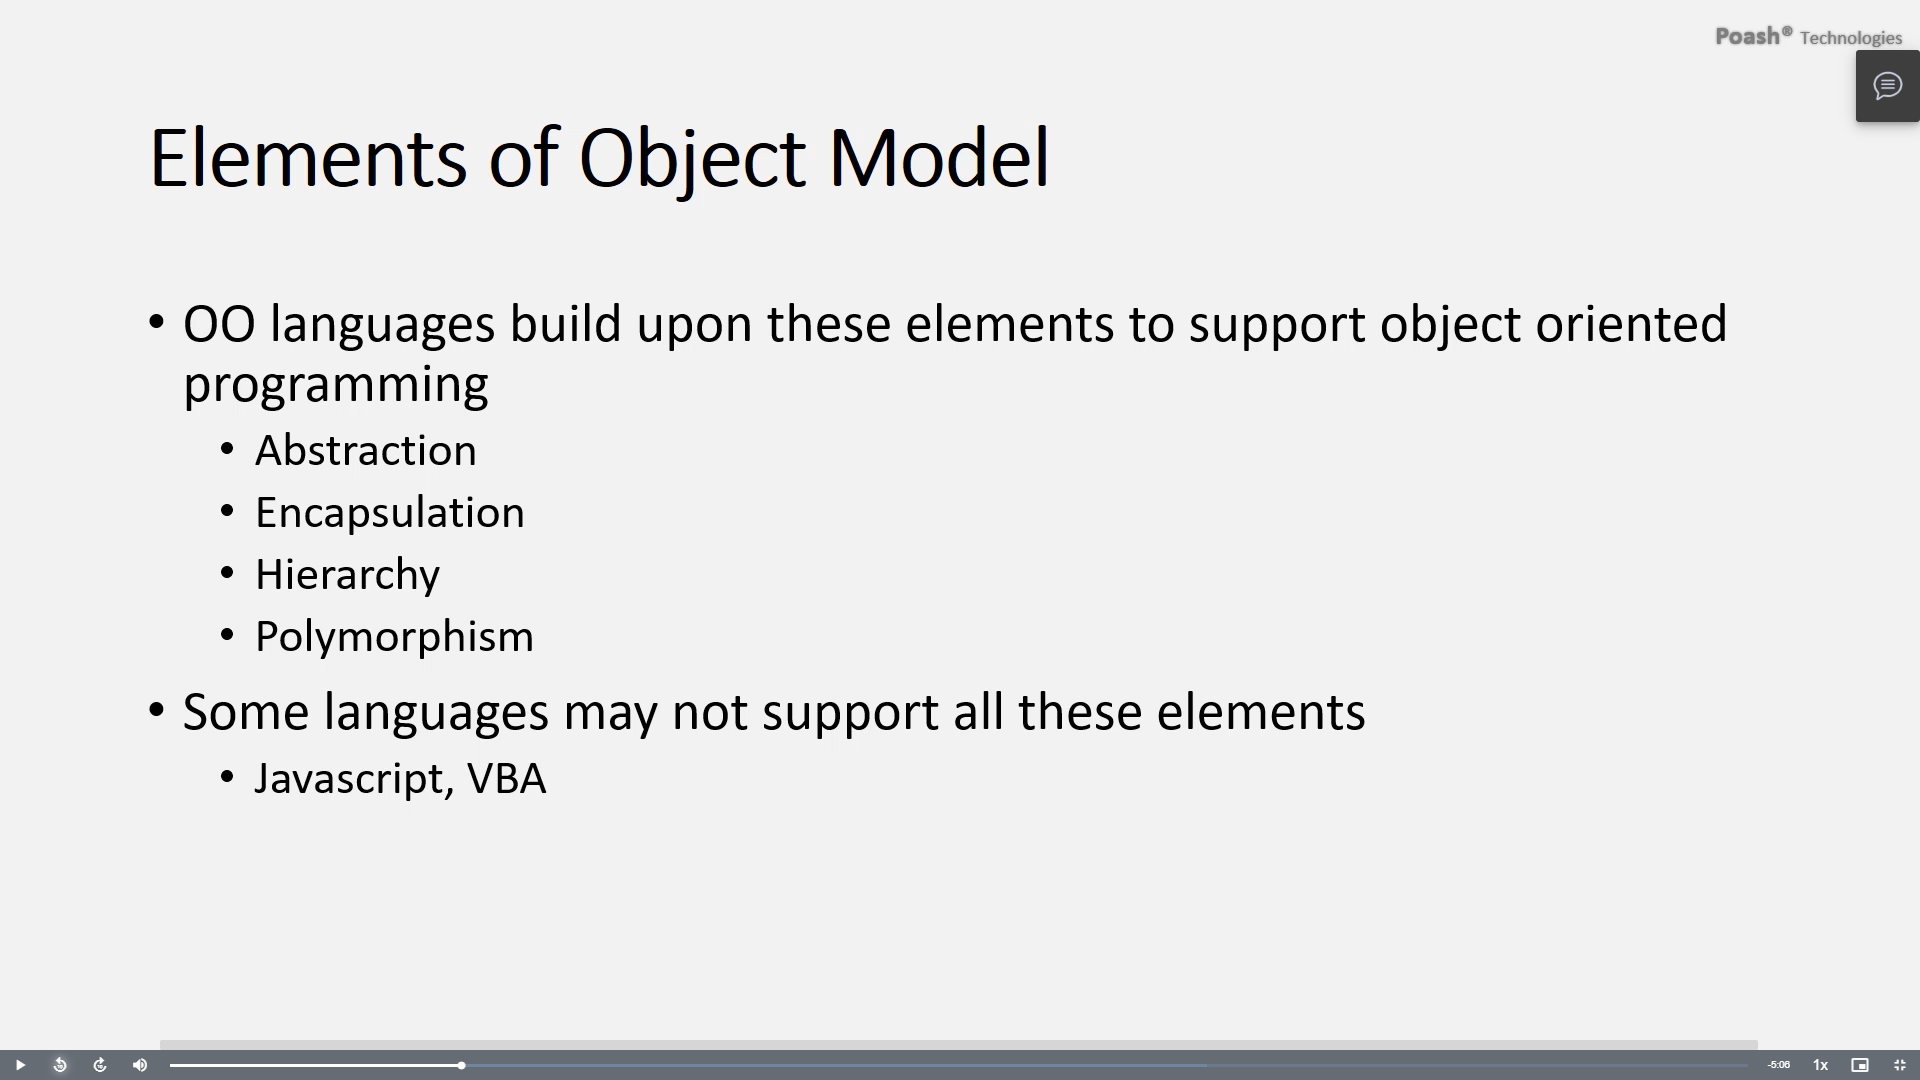 Poash® Technologies
Elements of Object Model
• OO languages build upon these elements to support object oriented
programming
• Abstraction
• Encapsulation
• Hierarchy
• Polymorphism
• Some languages may not support all these elements
• Javascript, VBA
-5:06 1x